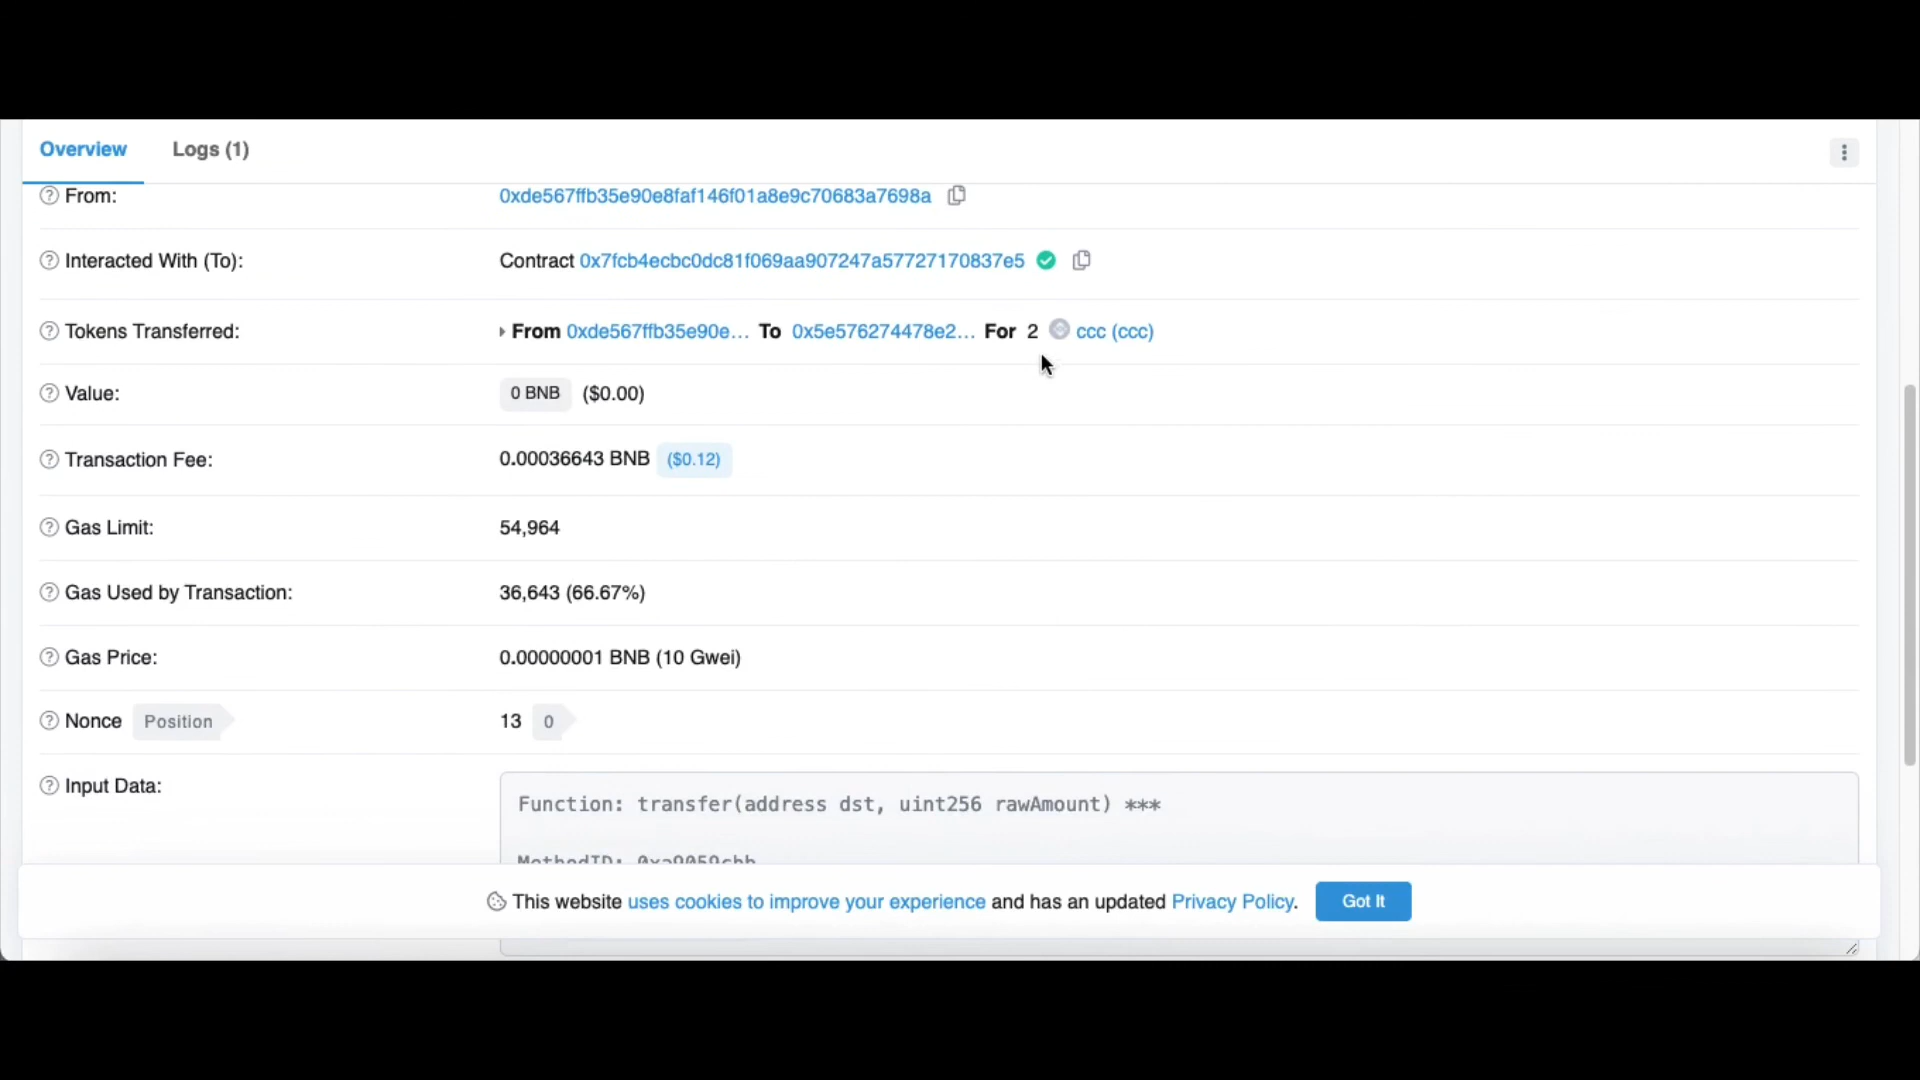 Overview Logs (1)
From: 0xde567ffb35e90e8faf146f01a8e9c70683a7698a
Interacted With (To): Contract 0x7fcb4ecbc0dc81f069aa907247a57727170837e5
Tokens Transferred: From 0xde567ffb35e90e... To 0x5e576274478e2... For 2 ccc (ccc)
Value: 0 BNB ($0.00)
Transaction Fee: 0.00036643 BNB ($0.12)
Gas Limit: 54,964
Gas Used by Transaction: 36,643 (66.67%)
Gas Price: 0.00000001 BNB (10 Gwei)
Nonce Position 13 0
Input Data: Function: transfer(address dst, uint256 rawAmount) ***
MethodID: 0xa9059cbb
This website uses cookies to improve your experience and has an updated Privacy Policy. Got It